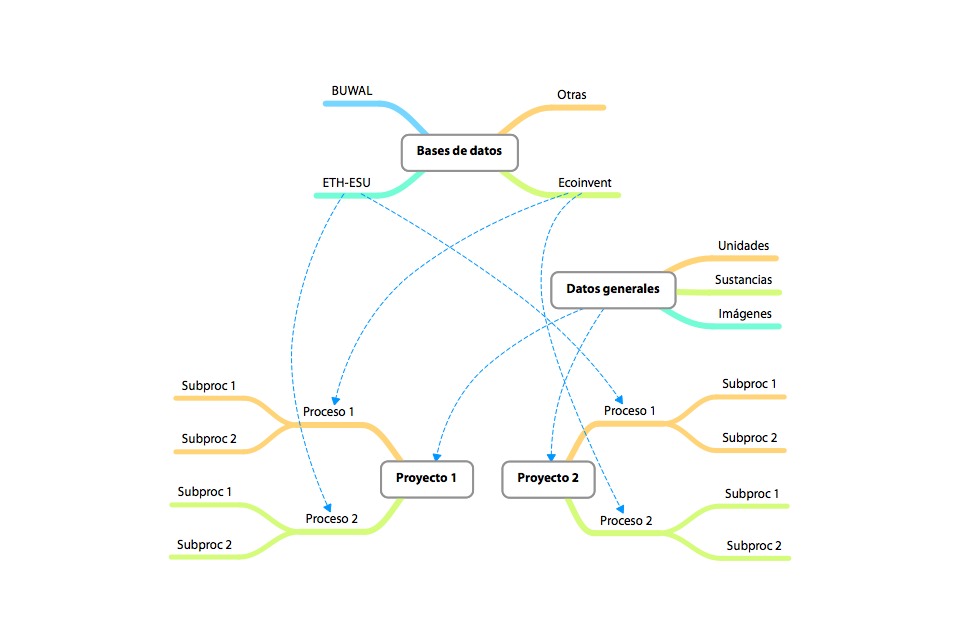 BUWAL
Otras
Bases de datos
ETH-ESU
Ecoinvent
Unidades
Datos generales
Sustancias
Imágenes
Subproc 1
Proceso 1
Subproc 2
Proceso 1
Subproc 1
Subproc 2
Proyecto 1
Proyecto 2
Subproc 1
Proceso 2
Subproc 2
Proceso 2
Subproc 1
Subproc 2